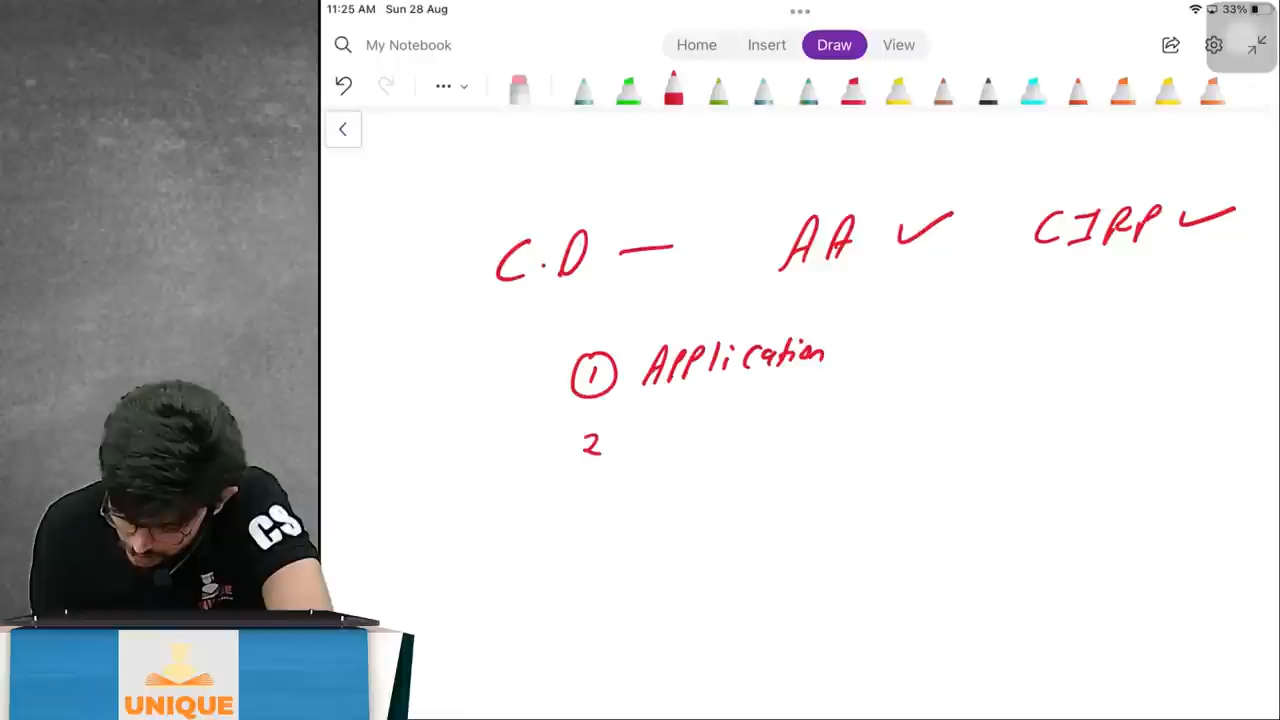 11:25 AM Sun 28 Aug
33%
My Notebook
Home Insert Draw View
C.D — AA ✓ CIRP ✓
① Application
2
CS
UNIQUE